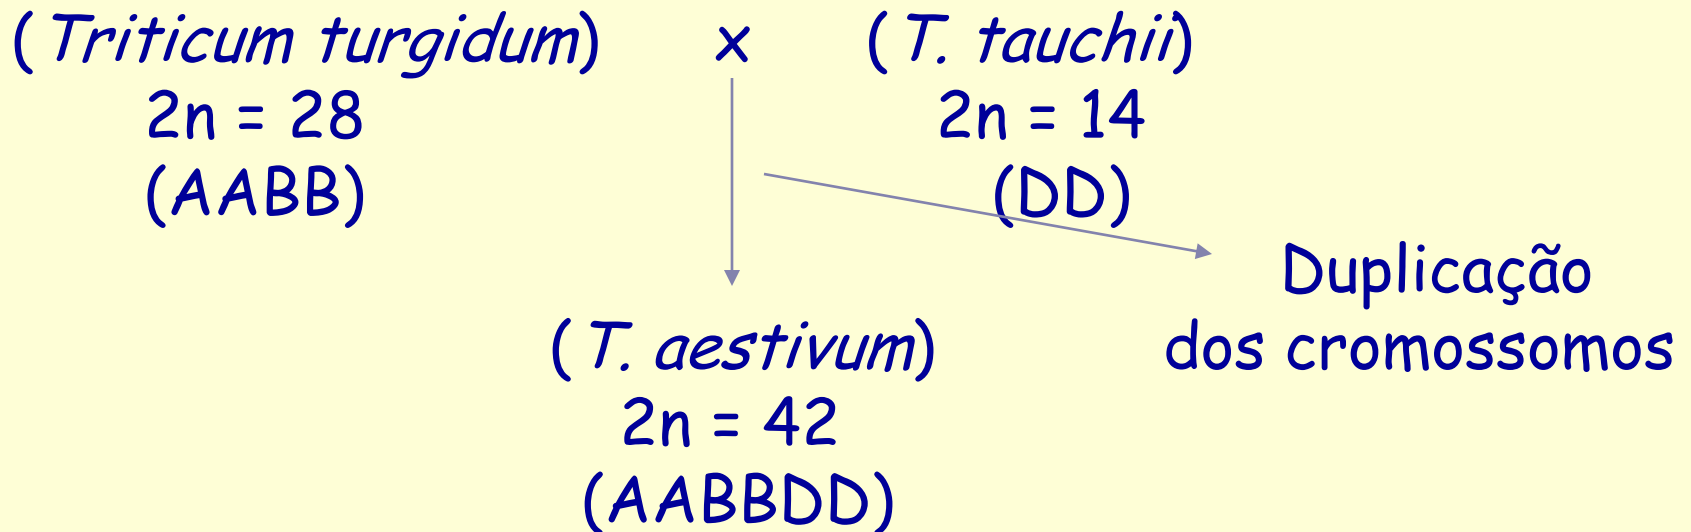 (Triticum turgidum) x (T. tauchii)
2n = 28 2n = 14
(AABB) (DD)
Duplicação
dos cromossomos
(T. aestivum)
2n = 42
(AABBDD)